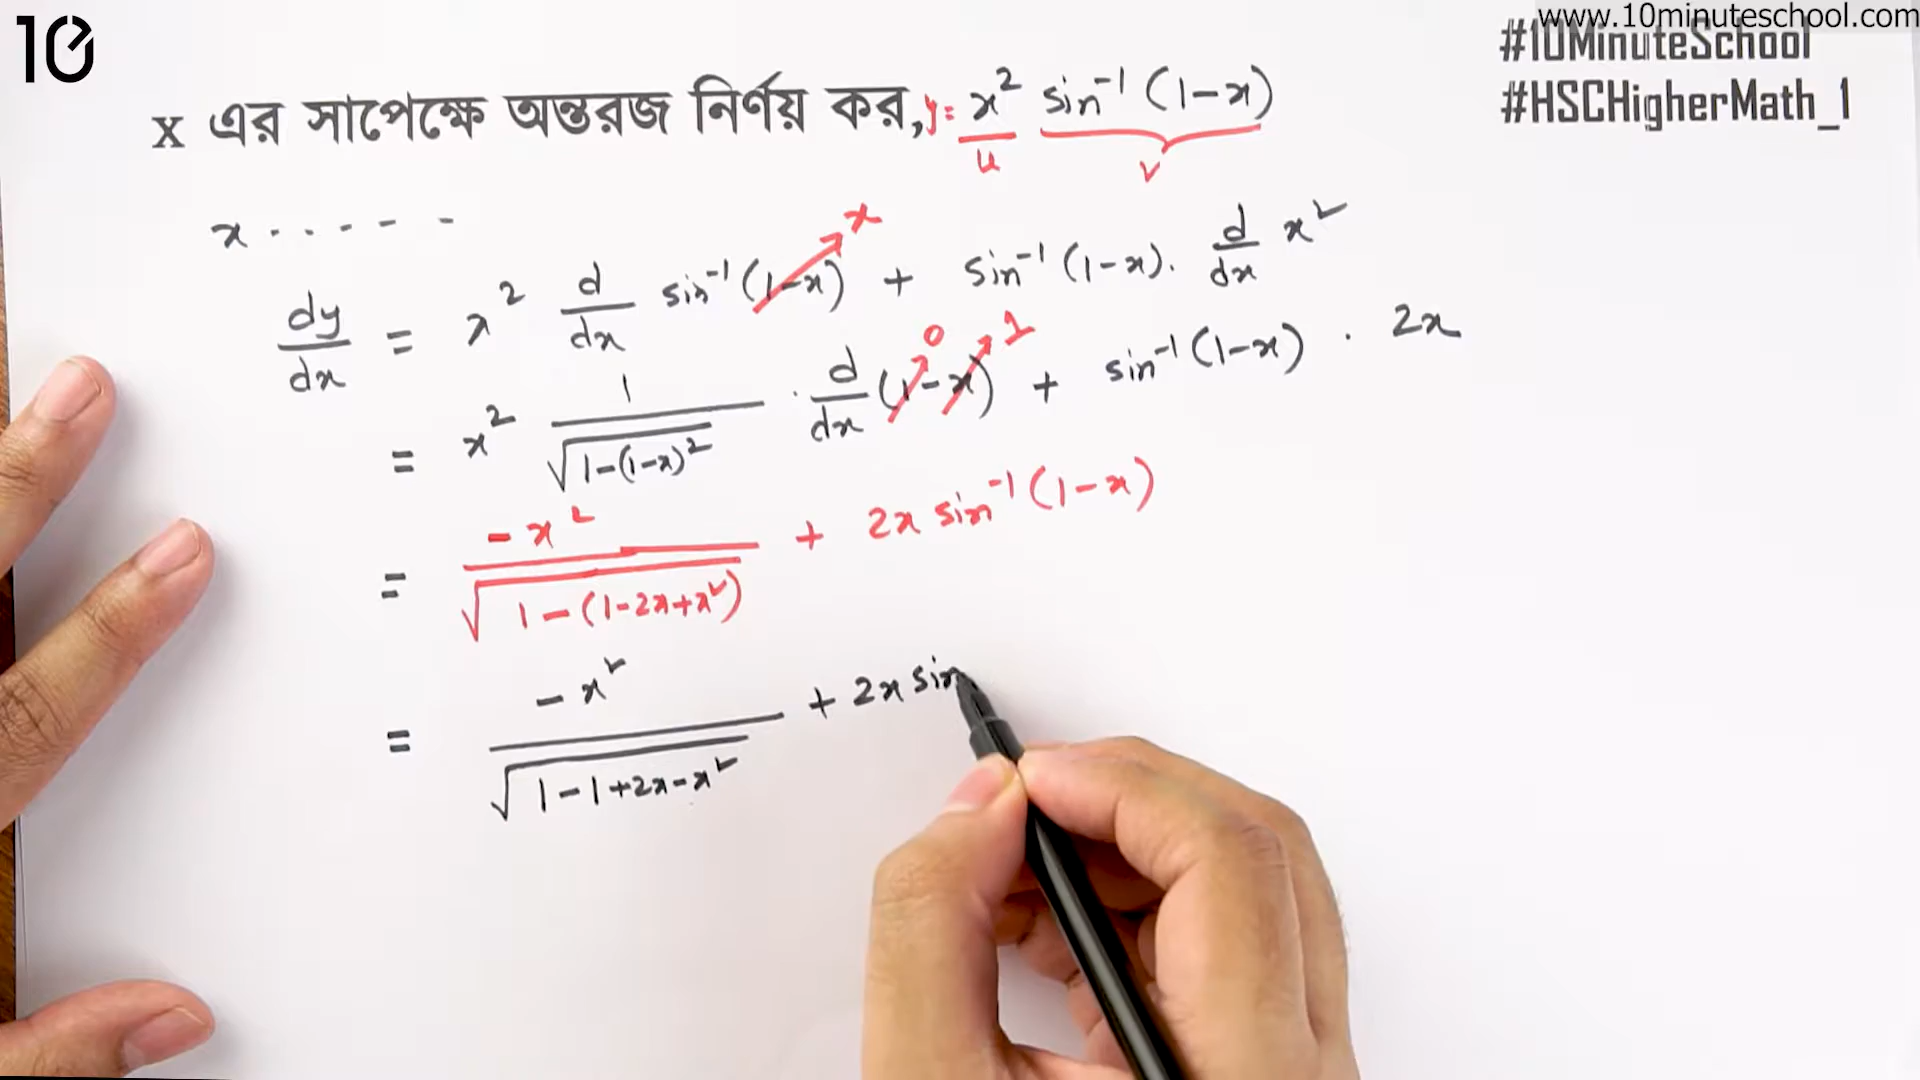 10
www.10minuteschool.com
#10MinuteSchool
#HSCHigherMath_1
x এর সাপেক্ষে অন্তরজ নির্ণয় কর, y = x² sin⁻¹ (1-x)
u v
x . . - - -
x
dy/dx = x² d/dx sin⁻¹ (1-x) + sin⁻¹ (1-x). d/dx x²
0 1
= x² 1/√(1-(1-x)²) · d/dx (1-x) + sin⁻¹ (1-x) · 2x
= -x²/√(1-(1-2x+x²)) + 2x sin⁻¹ (1-x)
= -x²/√(1-1+2x-x²) + 2x sin